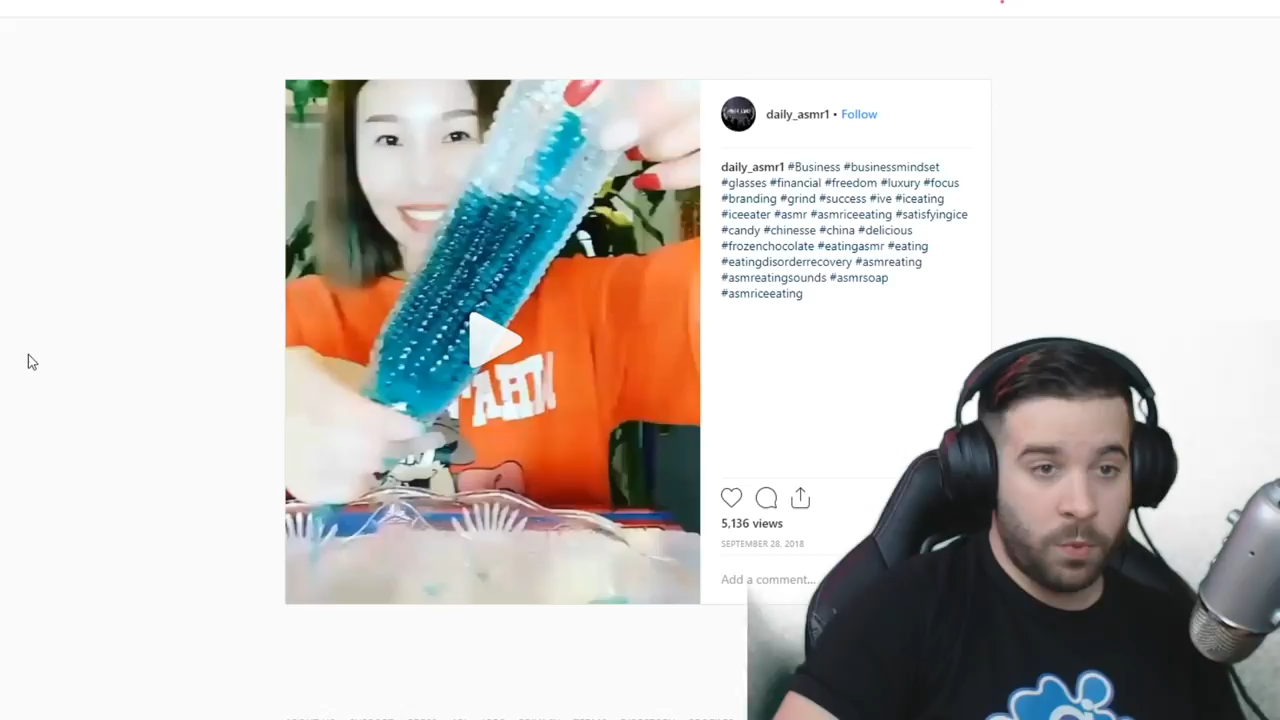 daily_asmr1 • Follow
daily_asmr1 #Business #businessmindset
#glasses #financial #freedom #luxury #focus
#branding #grind #success #ive #iceating
#iceeater #asmr #asmriceeating #satisfyingice
#candy #chinesse #china #delicious
#frozenchocolate #eatingasmr #eating
#eatingdisorderrecovery #asmreating
#asmreatingsounds #asmrsoap
#asmriceeating
5,136 views
SEPTEMBER 28, 2018
Add a comment...